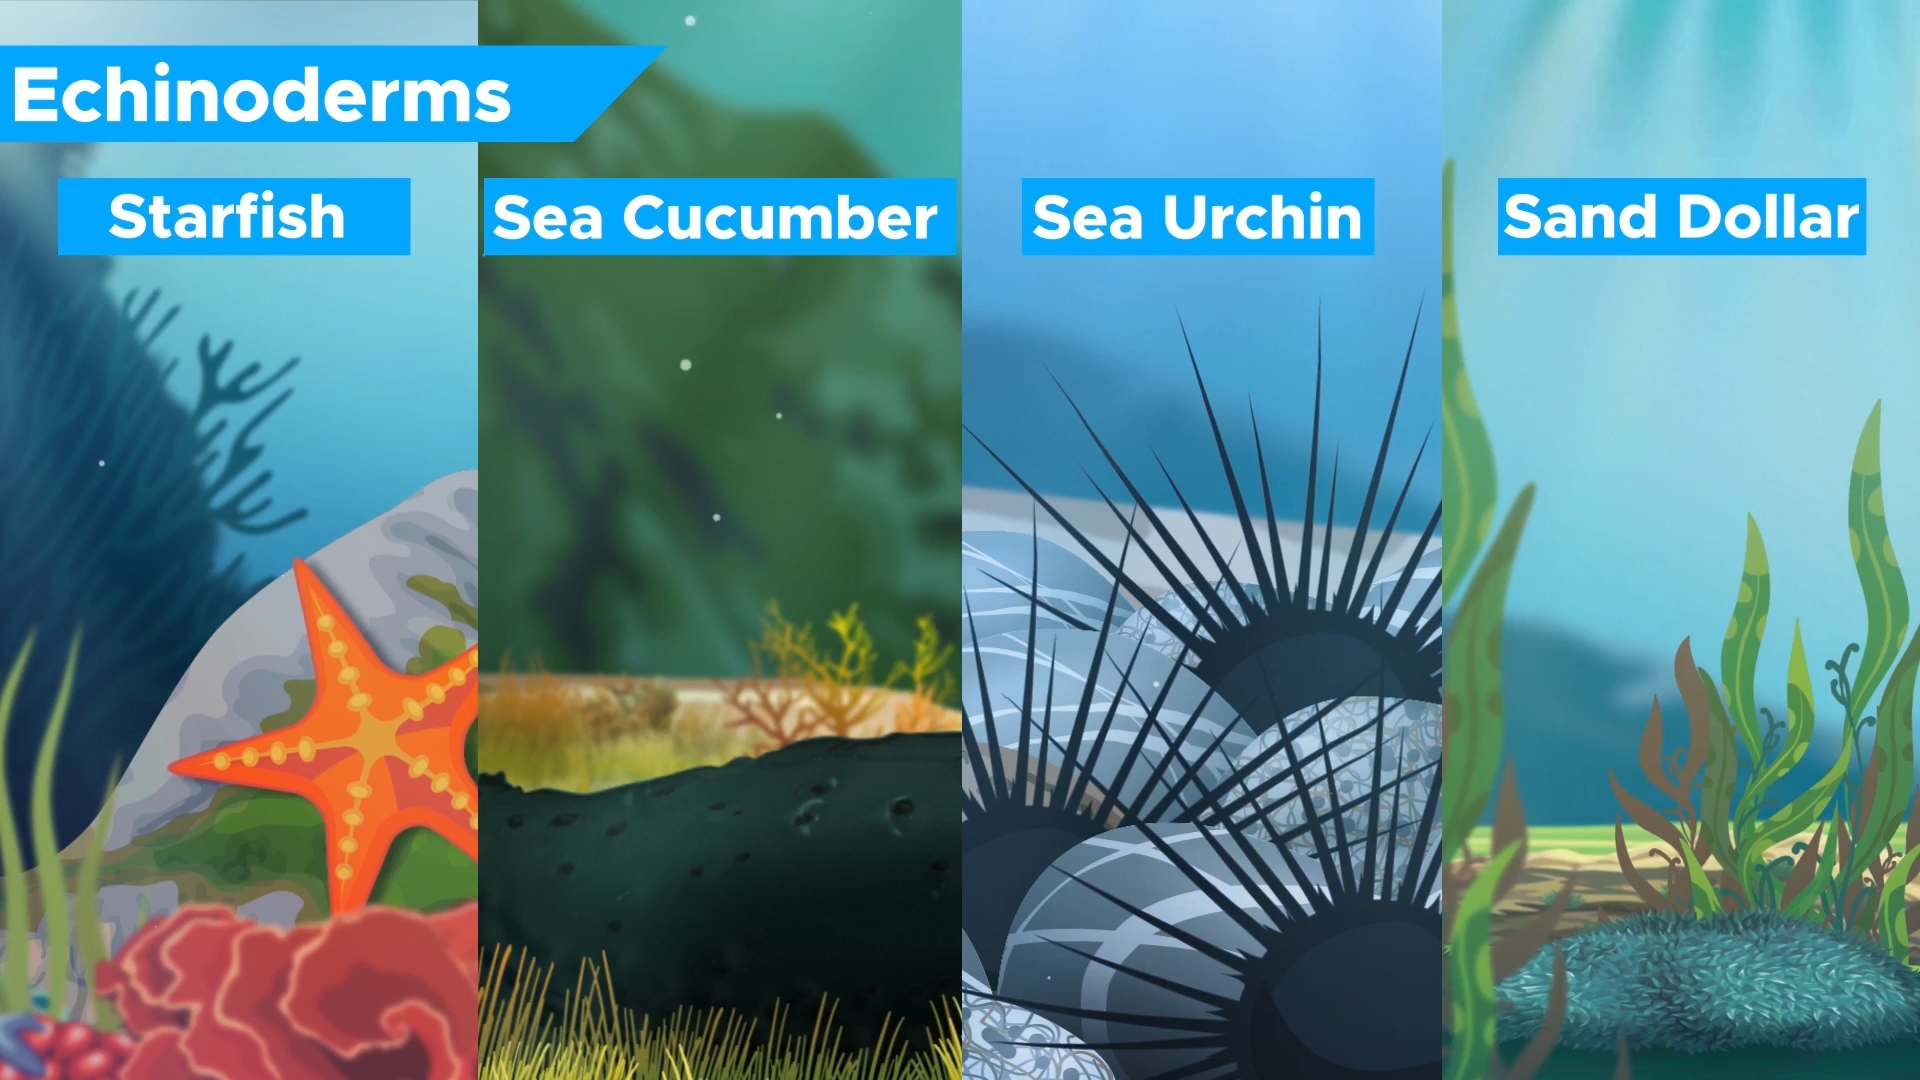 Echinoderms
Starfish
Sea Cucumber
Sea Urchin
Sand Dollar